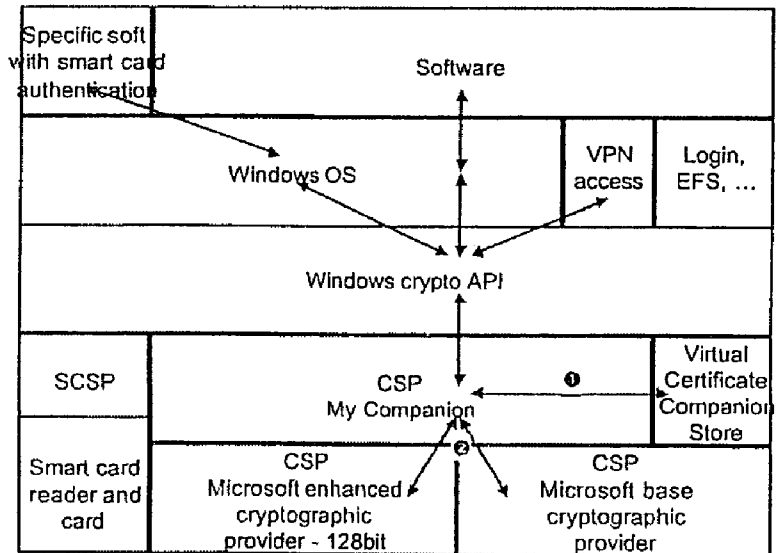 Specific soft
with smart card
authentication
Software
Windows OS
VPN
access
Login,
EFS, ...
Windows crypto API
SCSP
CSP
My Companion
❶
Virtual
Certificate
Companion
Store
❷
Smart card
reader and
card
CSP
Microsoft enhanced
cryptographic
provider - 128bit
CSP
Microsoft base
cryptographic
provider